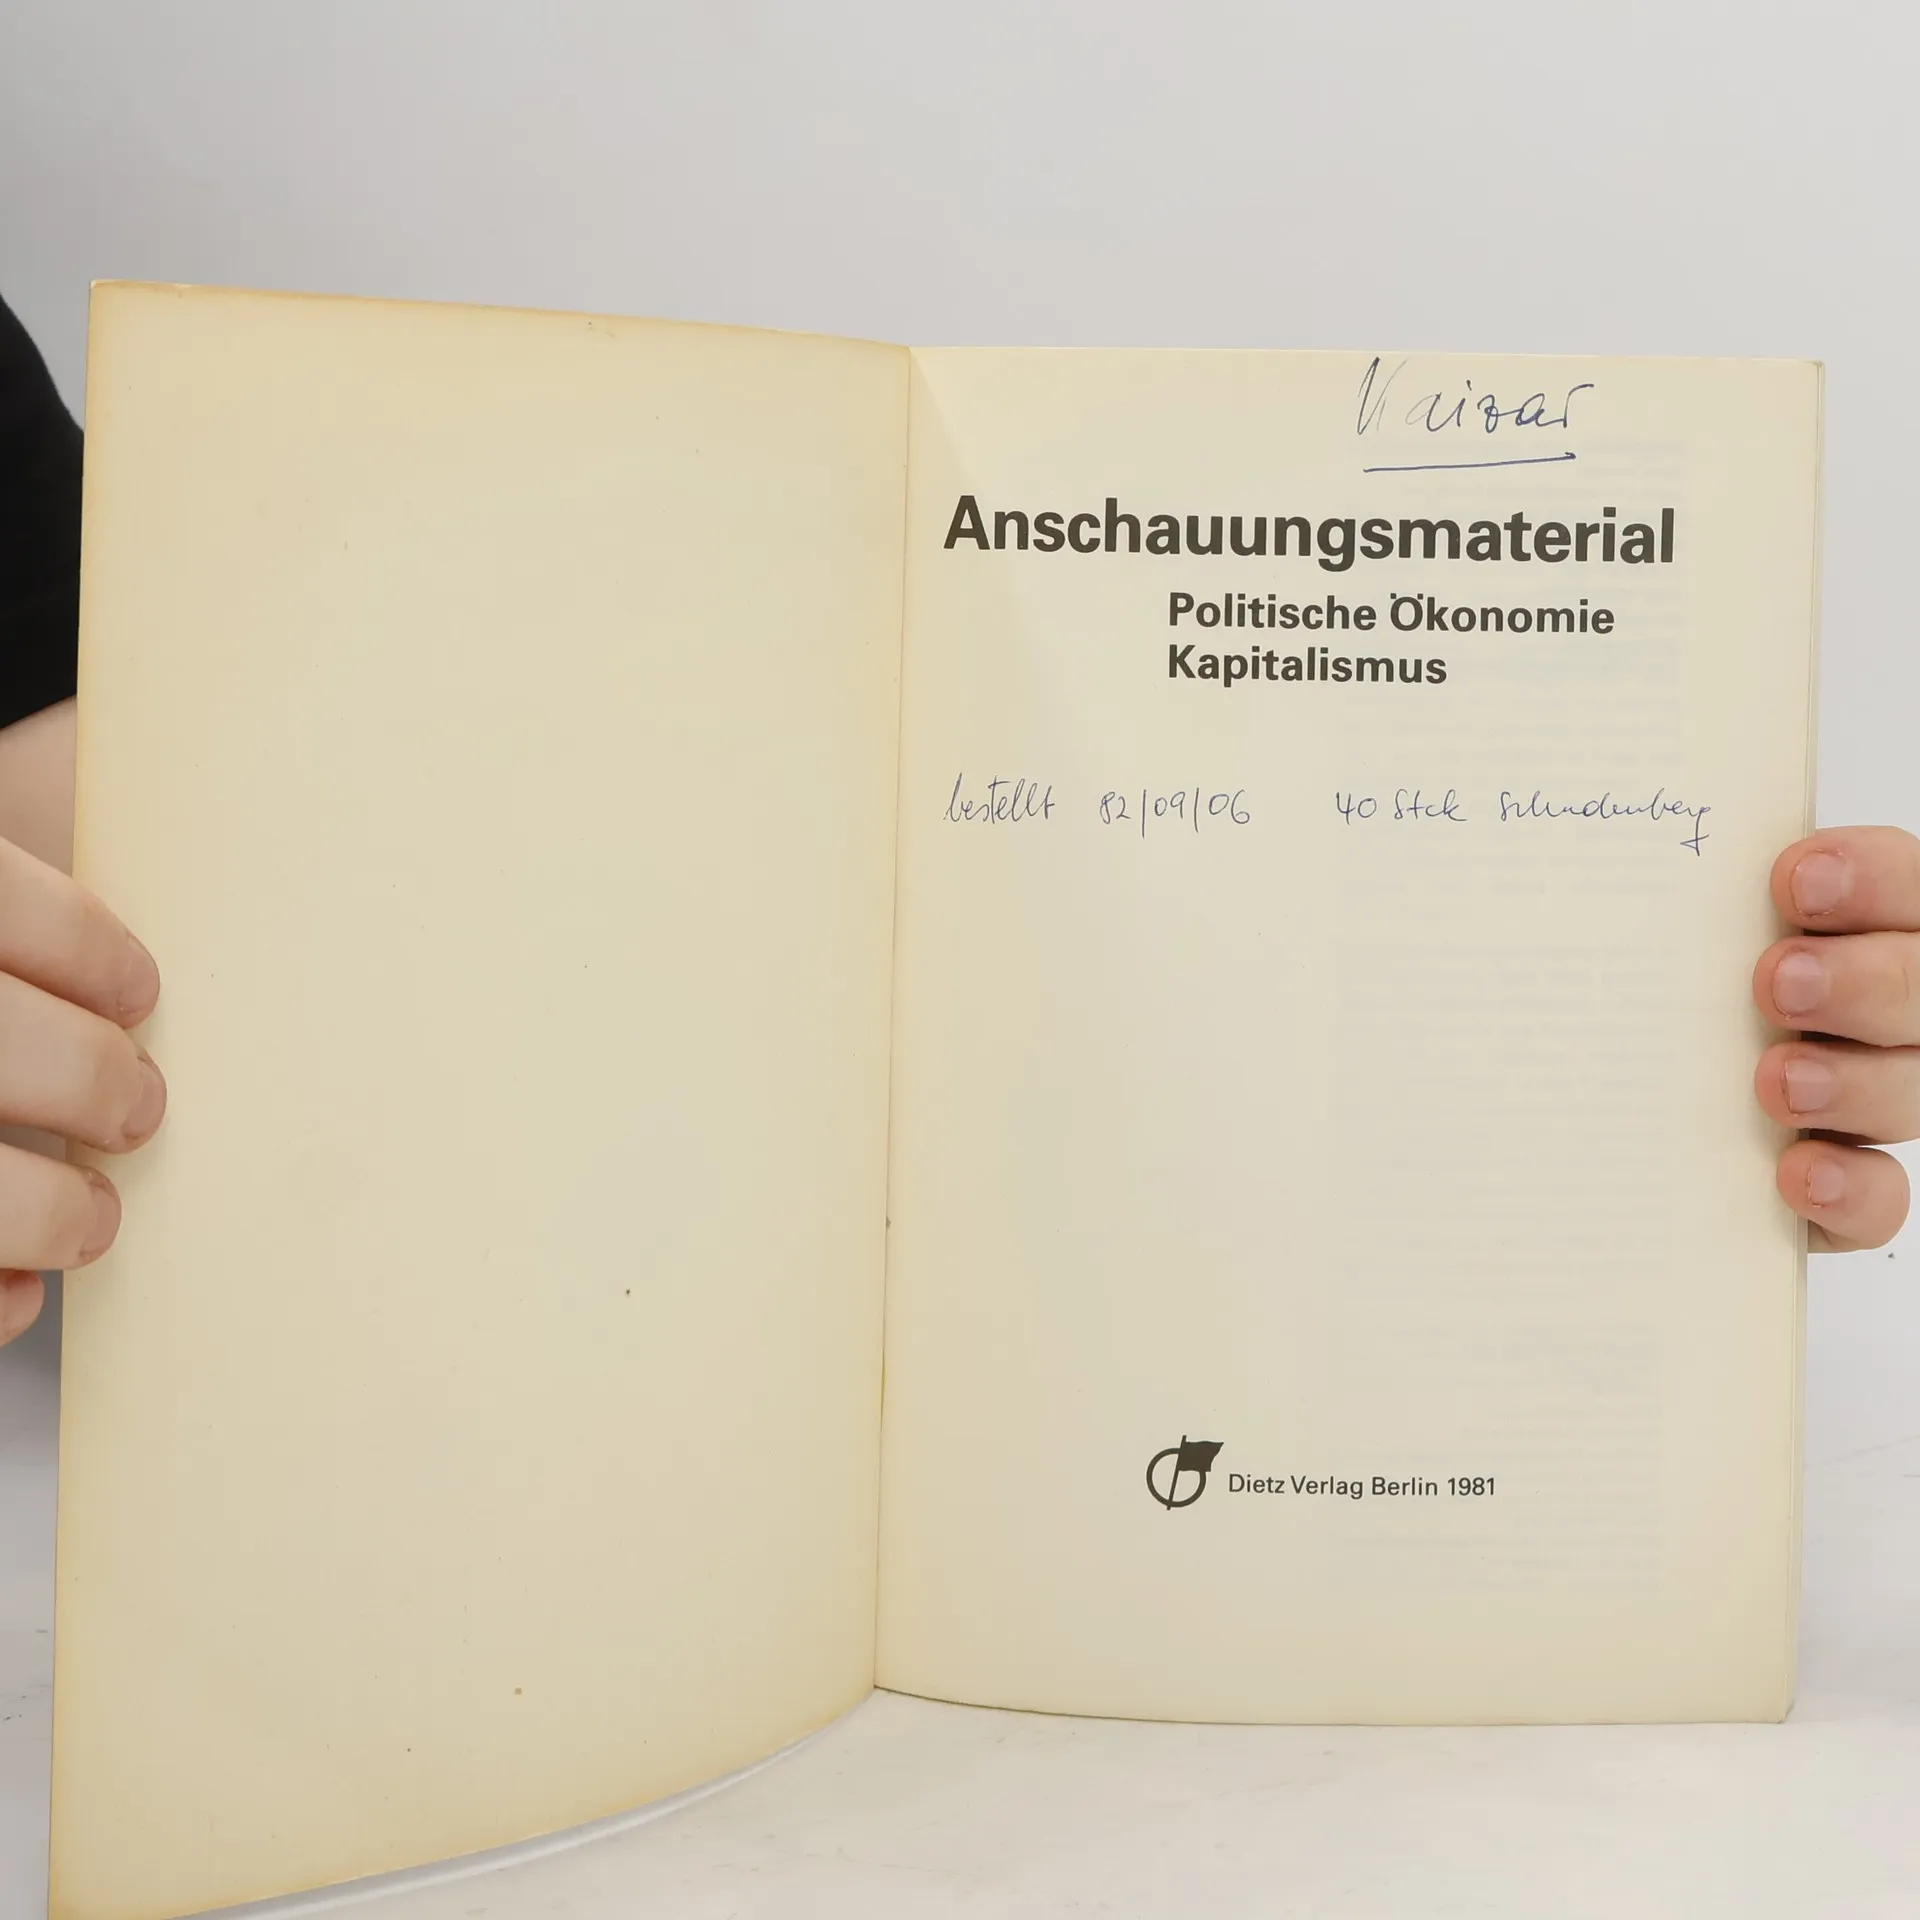 Kaizar
Anschauungsmaterial
Politische Ökonomie
Kapitalismus
bestellt 82/09/06 40 Stck
Dietz Verlag Berlin 1981